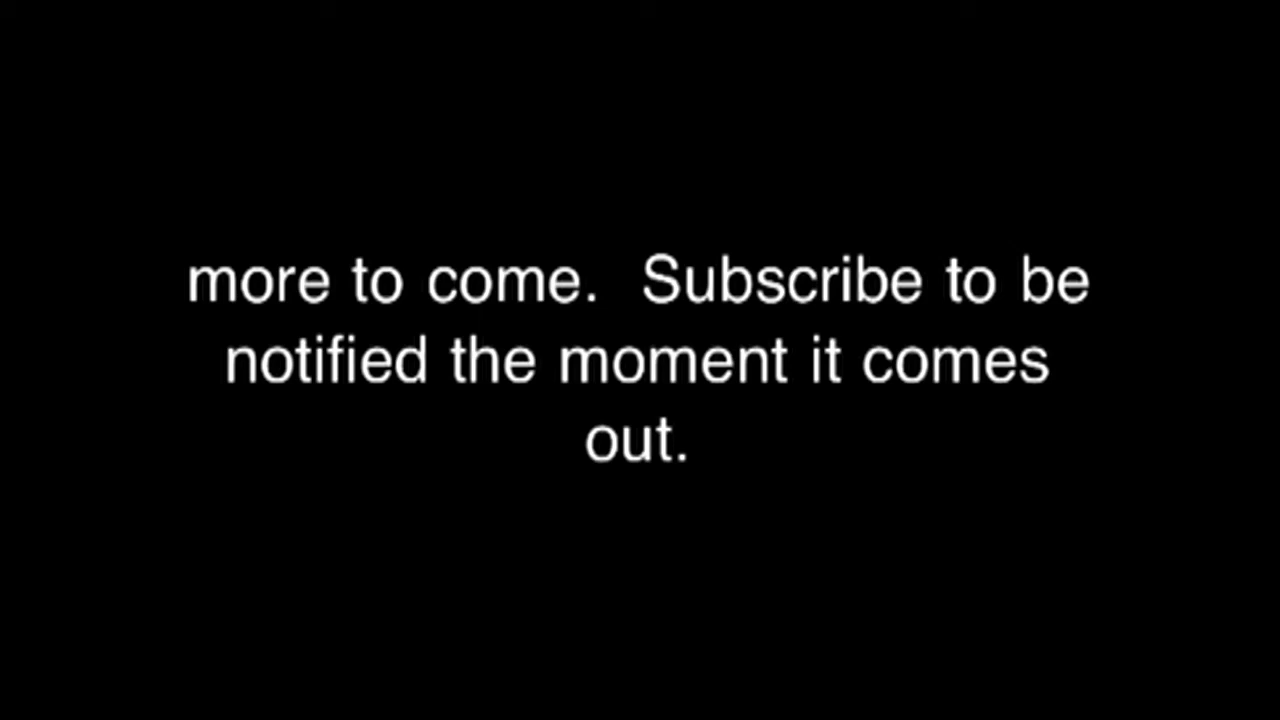 more to come.  Subscribe to be
notified the moment it comes
out.